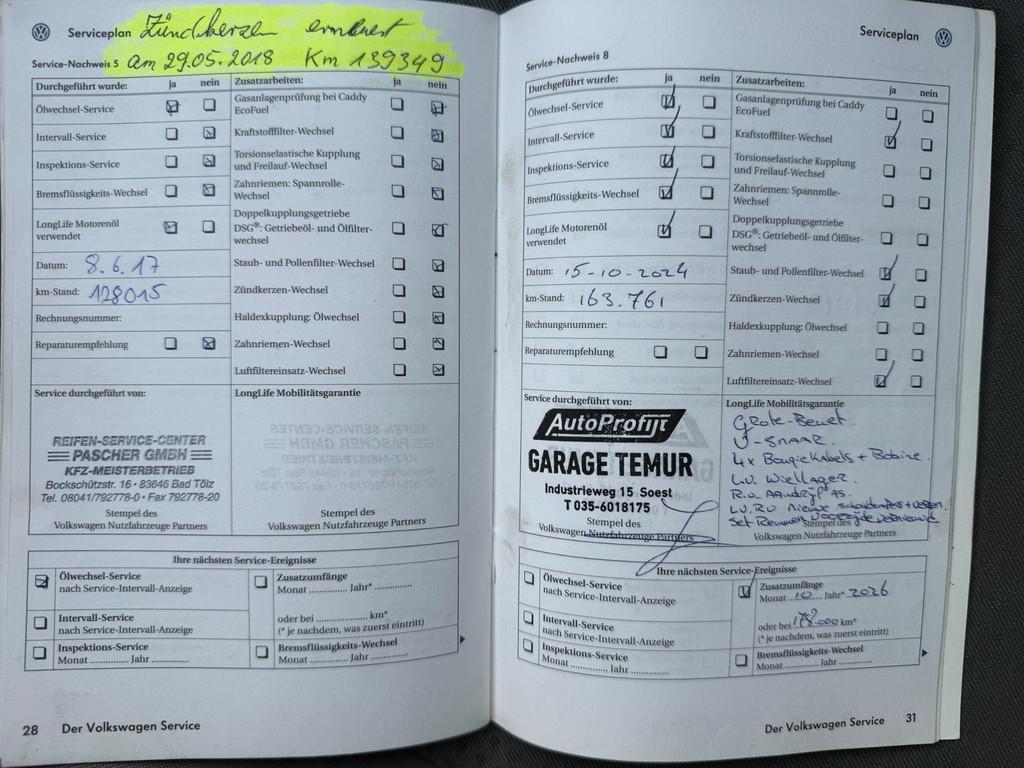 Serviceplan Zündkerzen erneuert
Service-Nachweis 5 am 29.05.2018 Km 139349
Durchgeführt wurde: ja nein Zusatzarbeiten: ja nein
Ölwechsel-Service Gasanlagenprüfung bei Caddy
EcoFuel
Intervall-Service Kraftstofffilter-Wechsel
Inspektions-Service Torsionselastische Kupplung
und Freilauf-Wechsel
Bremsflüssigkeits-Wechsel Zahnriemen: Spannrolle-
Wechsel
LongLife Motorenöl
verwendet
Doppelkupplungsgetriebe
DSG®: Getriebeöl- und Ölfilter-
wechsel
Datum: 8.6.17 Staub- und Pollenfilter-Wechsel
km-Stand: 128015 Zündkerzen-Wechsel
Rechnungsnummer: Haldexkupplung: Ölwechsel
Reparaturempfehlung Zahnriemen-Wechsel
Luftfiltereinsatz-Wechsel
Service durchgeführt von: LongLife Mobilitätsgarantie
REIFEN-SERVICE-CENTER
PASCHER GMBH
KFZ-MEISTERBETRIEB
Bockschützstr. 16 · 83646 Bad Tölz
Tel. 08041/792778-0 · Fax 792778-20
Stempel des Stempel des
Volkswagen Nutzfahrzeuge Partners Volkswagen Nutzfahrzeuge Partners
Ihre nächsten Service-Ereignisse
Ölwechsel-Service
nach Service-Intervall-Anzeige
Zusatzumfänge
Monat .............. Jahr* ..............
Intervall-Service
nach Service-Intervall-Anzeige
oder bei .................... km*
(* je nachdem, was zuerst eintritt)
Inspektions-Service
Monat ........... Jahr ............
Bremsflüssigkeits-Wechsel
Monat ........... Jahr ............
28 Der Volkswagen Service
Serviceplan
Service-Nachweis 8
Durchgeführt wurde: ja nein Zusatzarbeiten: ja nein
Ölwechsel-Service Gasanlagenprüfung bei Caddy
EcoFuel
Intervall-Service Kraftstofffilter-Wechsel
Inspektions-Service Torsionselastische Kupplung
und Freilauf-Wechsel
Bremsflüssigkeits-Wechsel Zahnriemen: Spannrolle-
Wechsel
LongLife Motorenöl
verwendet
Doppelkupplungsgetriebe
DSG®: Getriebeöl- und Ölfilter-
wechsel
Datum: 15-10-2024 Staub- und Pollenfilter-Wechsel
km-Stand: 163.761 Zündkerzen-Wechsel
Rechnungsnummer: Haldexkupplung: Ölwechsel
Reparaturempfehlung Zahnriemen-Wechsel
Luftfiltereinsatz-Wechsel
Service durchgeführt von: LongLife Mobilitätsgarantie
AutoProfijt
GARAGE TEMUR
Industrieweg 15 Soest
T 035-6018175
Stempel des
Volkswagen Nutzfahrzeuge Partners
Grote-Beurt.
V-SNAAR.
4x Bougiekabels + Bobine.
L.V. Wiellager.
R.V. Aandrijfas.
L.V. R.V Nieuwe
Set Remmen
Stempel des
Volkswagen Nutzfahrzeuge Partners
Ihre nächsten Service-Ereignisse
Ölwechsel-Service
nach Service-Intervall-Anzeige
Zusatzumfänge
Monat 10 Jahr* 2026
Intervall-Service
nach Service-Intervall-Anzeige
oder bei 178.000 km*
(* je nachdem, was zuerst eintritt)
Inspektions-Service
Monat ........... Jahr ............
Bremsflüssigkeits-Wechsel
Monat ........... Jahr ............
Der Volkswagen Service 31